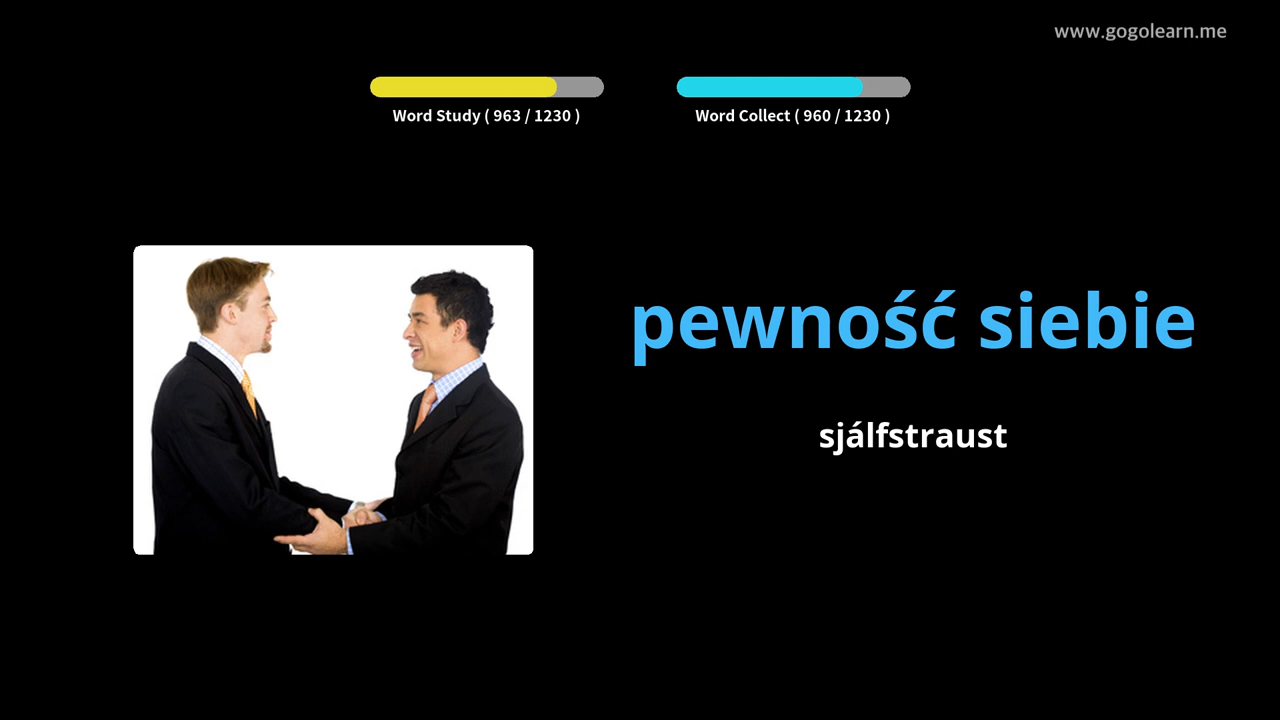 www.gogolearn.me
Word Study ( 963 / 1230 )
Word Collect ( 960 / 1230 )
pewność siebie
sjálfstraust